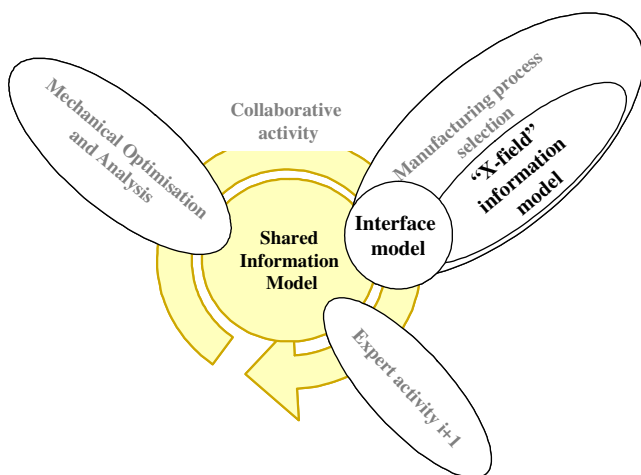 Mechanical Optimisation
and Analysis
Collaborative
activity
Manufacturing process
selection
“X-field”
information
model
Interface
model
Shared
Information
Model
Expert activity i+1